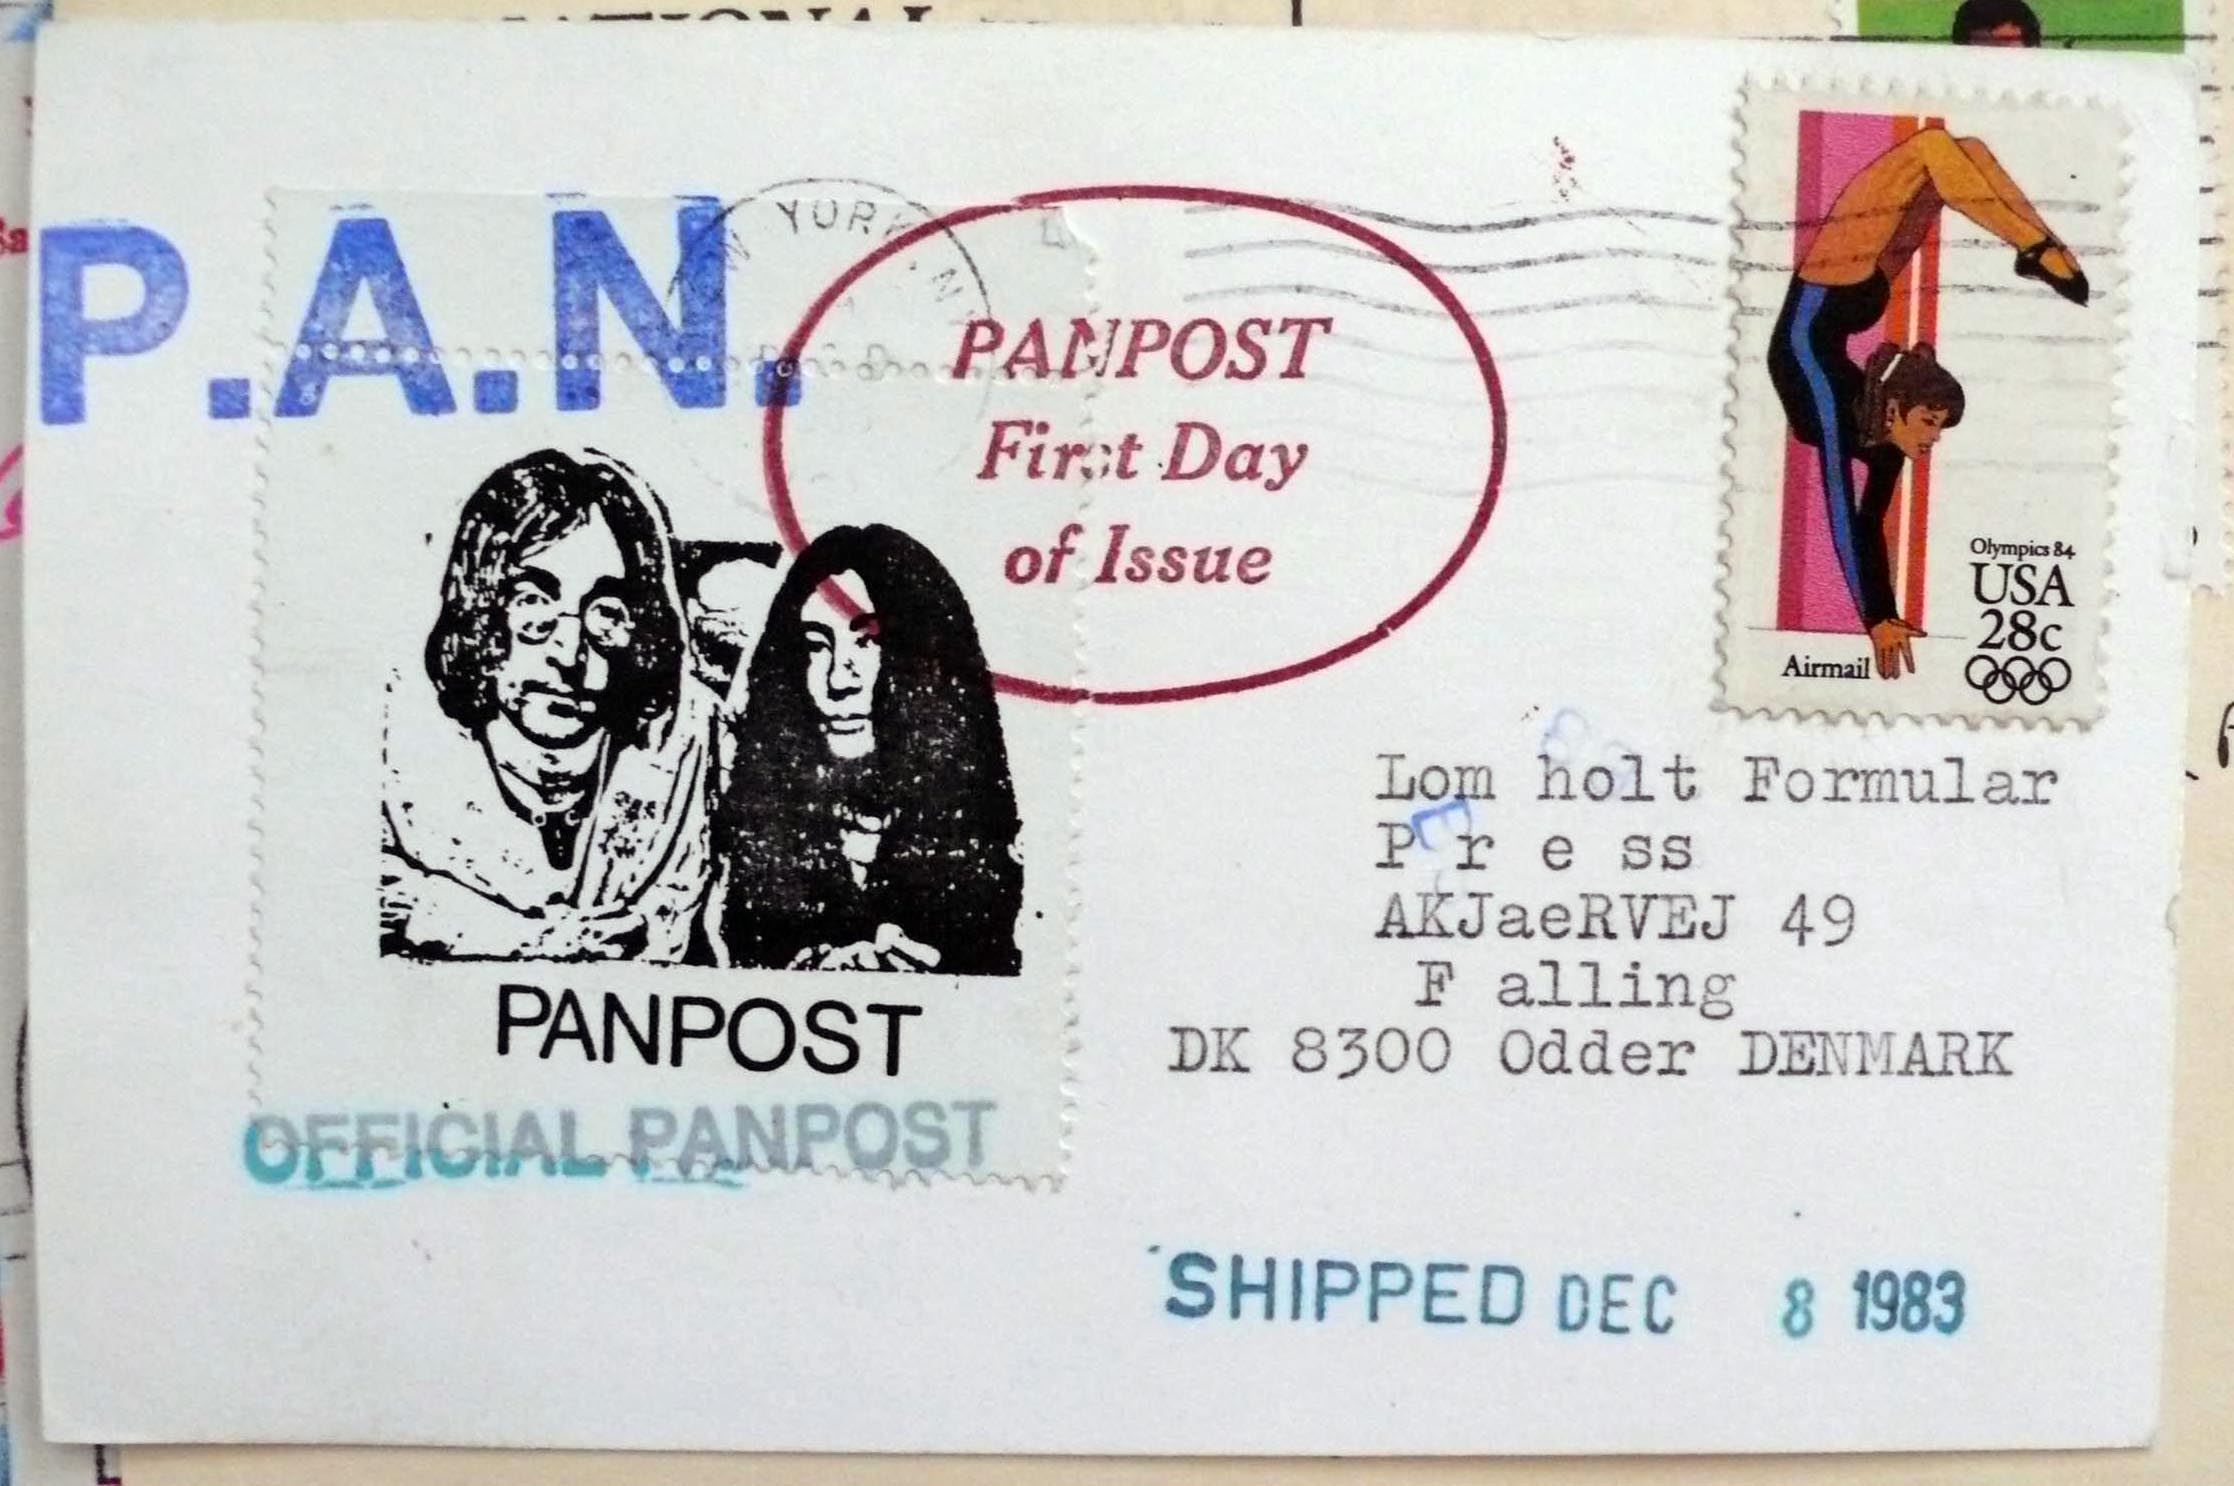 P.A.N.
YORK, N
PANPOST
First Day
of Issue
Olympics 84
USA
28c
Airmail
Lom holt Formular
P r e ss
AKJaeRVEJ 49
F alling
DK 8300 Odder DENMARK
PANPOST
OFFICIAL PANPOST
SHIPPED DEC 8 1983